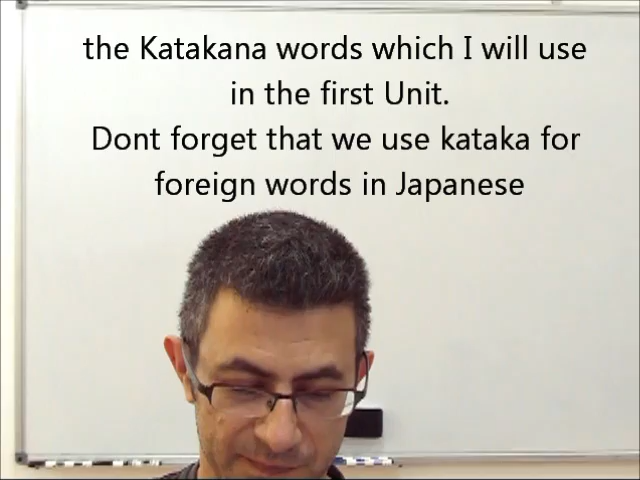 the Katakana words which I will use
in the first Unit.
Dont forget that we use kataka for
foreign words in Japanese